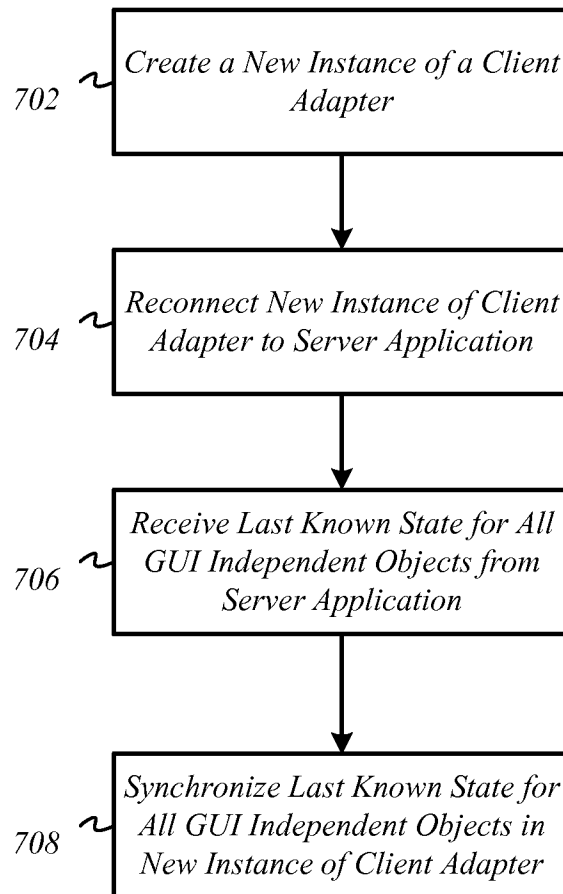 702
Create a New Instance of a Client
Adapter
704
Reconnect New Instance of Client
Adapter to Server Application
706
Receive Last Known State for All
GUI Independent Objects from
Server Application
708
Synchronize Last Known State for
All GUI Independent Objects in
New Instance of Client Adapter